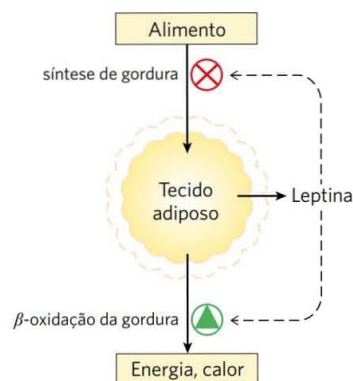 Alimento
síntese de gordura
Tecido
adiposo
Leptina
β-oxidação da gordura
Energia, calor